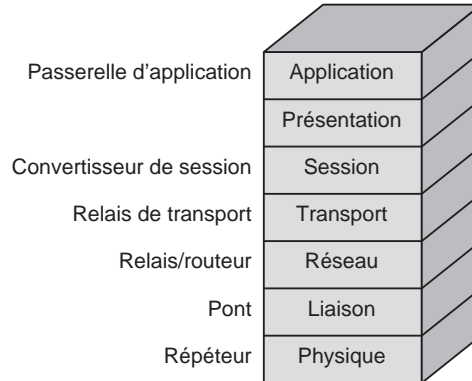 Passerelle d'application Application
Présentation
Convertisseur de session Session
Relais de transport Transport
Relais/routeur Réseau
Pont Liaison
Répéteur Physique